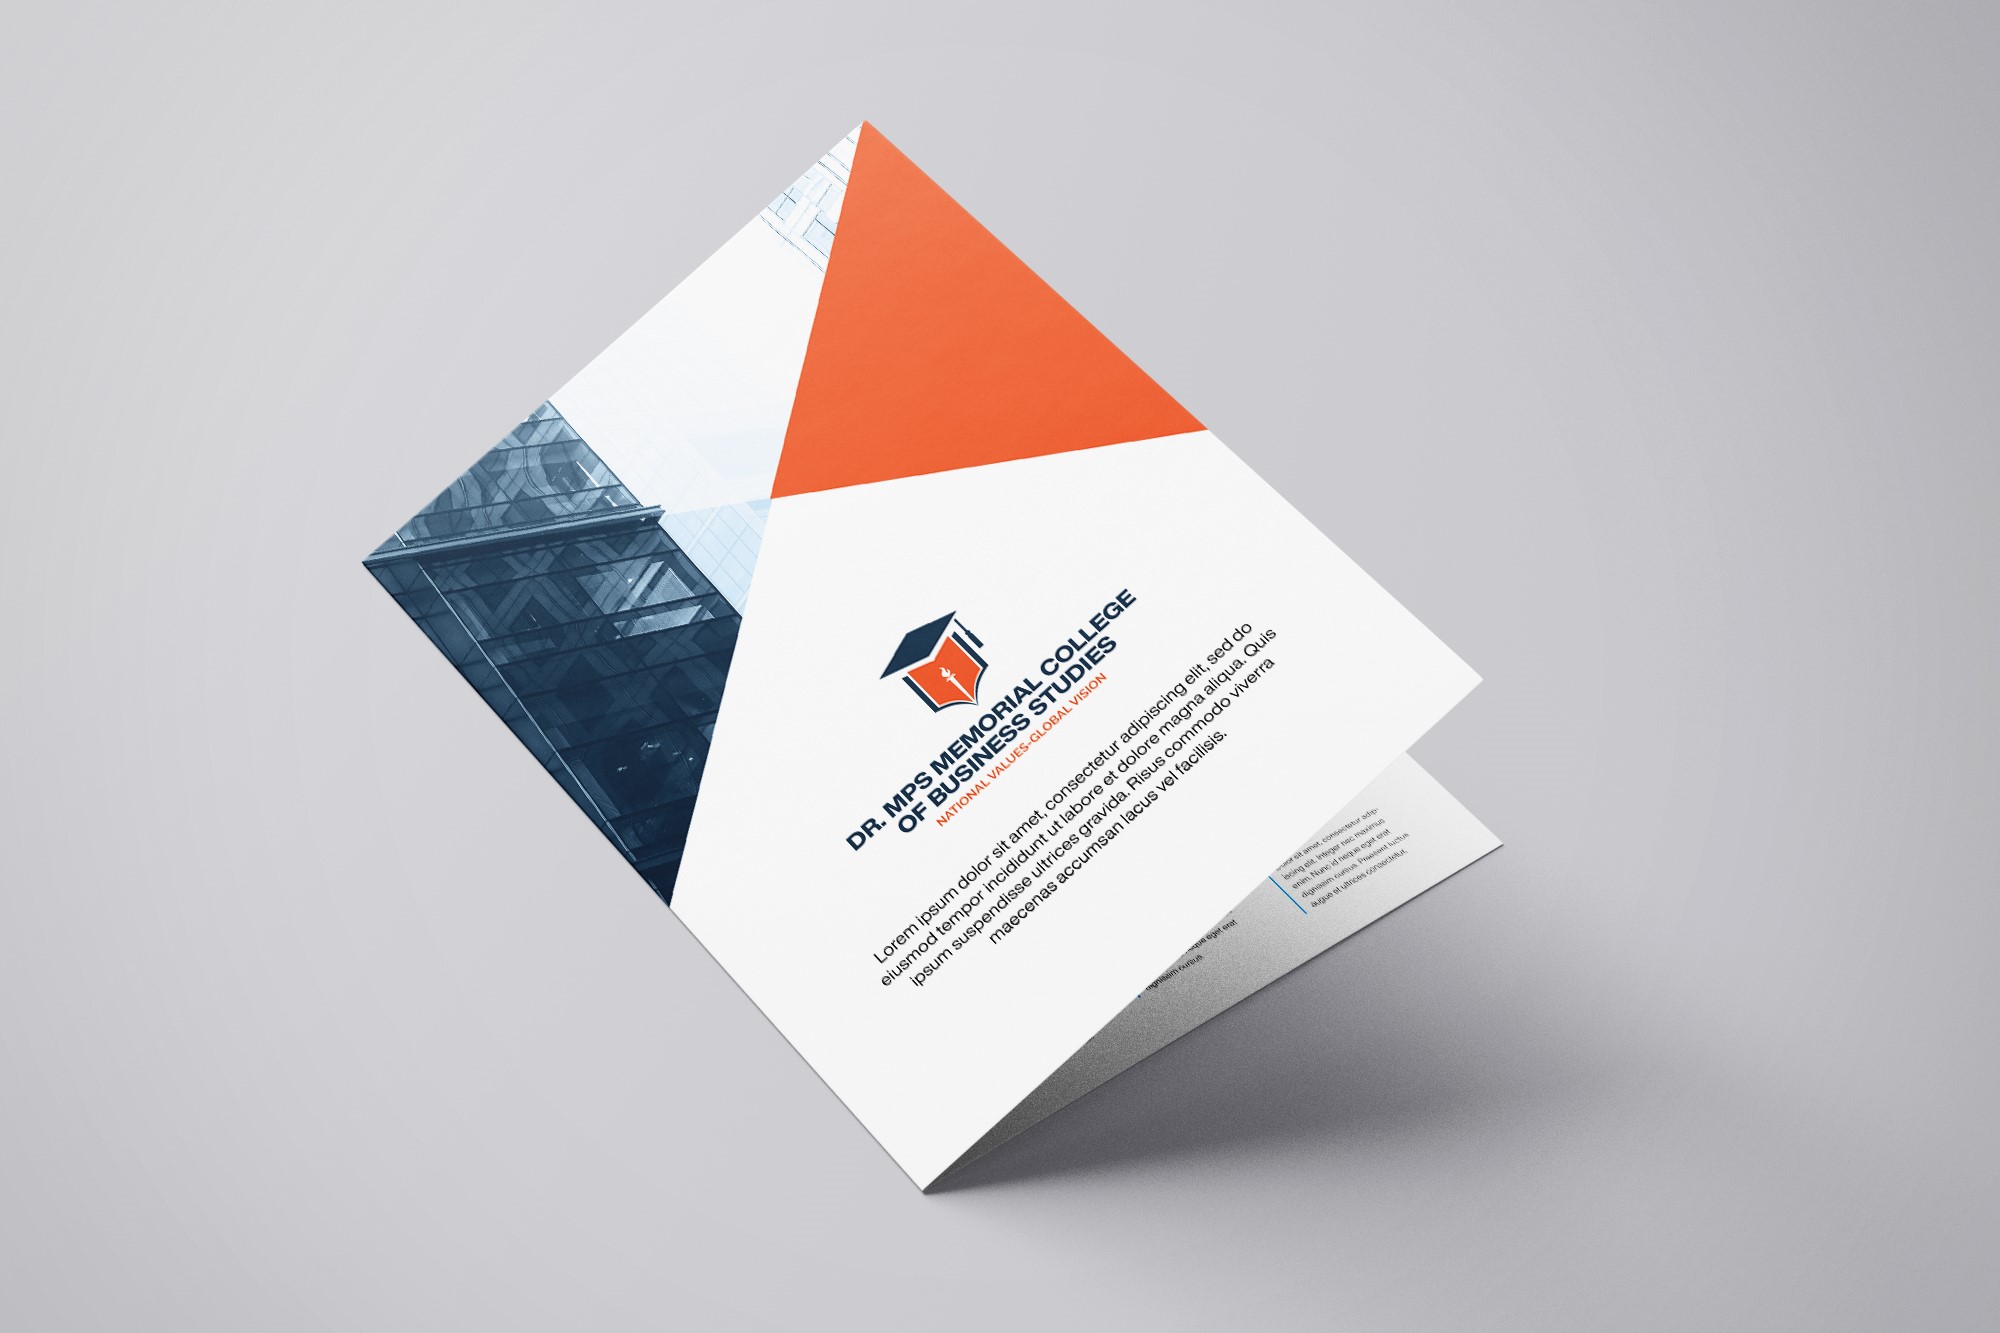 DR. MPS MEMORIAL COLLEGE
OF BUSINESS STUDIES
NATIONAL VALUES-GLOBAL VISION
Lorem ipsum dolor sit amet, consectetur adipiscing elit, sed do
eiusmod tempor incididunt ut labore et dolore magna aliqua. Quis
ipsum suspendisse ultrices gravida. Risus commodo viverra
maecenas accumsan lacus vel facilisis.
sit amet, consectetur adip-
iscing elit. Integer nec maximus
enim. Nunc id neque eget erat
dignissim cursus. Praesent luctus
augue et ultrices consectetur.
eget erat
dignissim cursus.